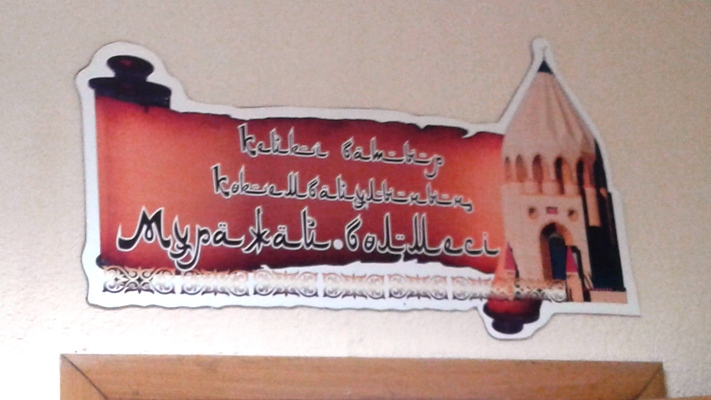 Кейкі батыр
Көкембайұлының
Мұражай бөлмесі